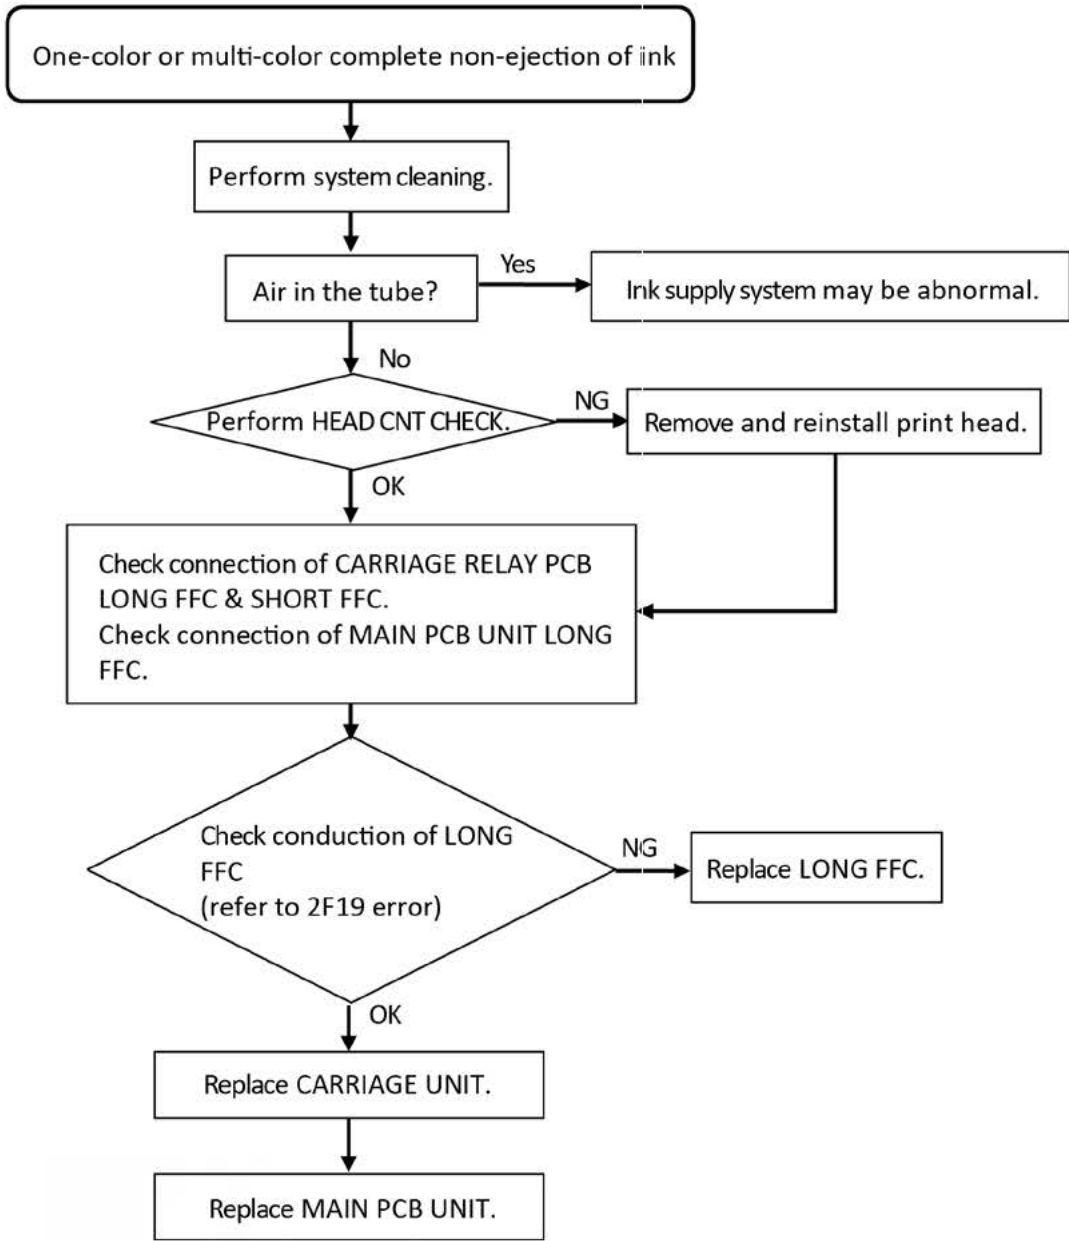 One-color or multi-color complete non-ejection of ink
Perform system cleaning.
Air in the tube?
Yes
Ink supply system may be abnormal.
No
Perform HEAD CNT CHECK.
NG
Remove and reinstall print head.
OK
Check connection of CARRIAGE RELAY PCB
LONG FFC & SHORT FFC.
Check connection of MAIN PCB UNIT LONG
FFC.
Check conduction of LONG
FFC
(refer to 2F19 error)
NG
Replace LONG FFC.
OK
Replace CARRIAGE UNIT.
Replace MAIN PCB UNIT.